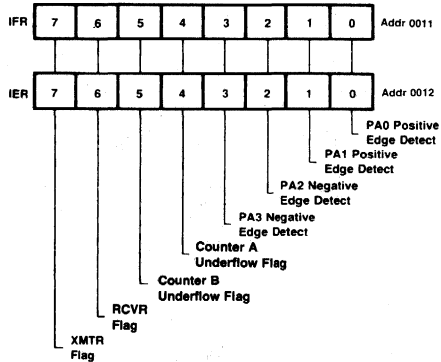 IFR 7 6 5 4 3 2 1 0 Addr 0011
IER 7 6 5 4 3 2 1 0 Addr 0012
PA0 Positive
Edge Detect
PA1 Positive
Edge Detect
PA2 Negative
Edge Detect
PA3 Negative
Edge Detect
Counter A
Underflow Flag
Counter B
Underflow Flag
RCVR
Flag
XMTR
Flag